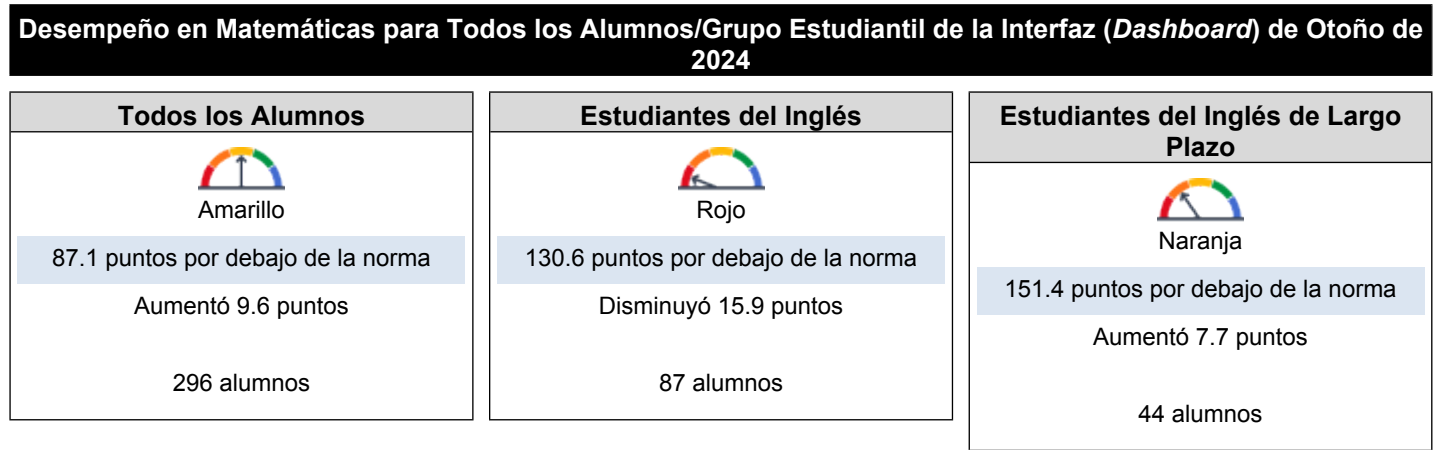 Desempeño en Matemáticas para Todos los Alumnos/Grupo Estudiantil de la Interfaz (Dashboard) de Otoño de
2024
Todos los Alumnos
Amarillo
87.1 puntos por debajo de la norma
Aumentó 9.6 puntos
296 alumnos
Estudiantes del Inglés
Rojo
130.6 puntos por debajo de la norma
Disminuyó 15.9 puntos
87 alumnos
Estudiantes del Inglés de Largo
Plazo
Naranja
151.4 puntos por debajo de la norma
Aumentó 7.7 puntos
44 alumnos